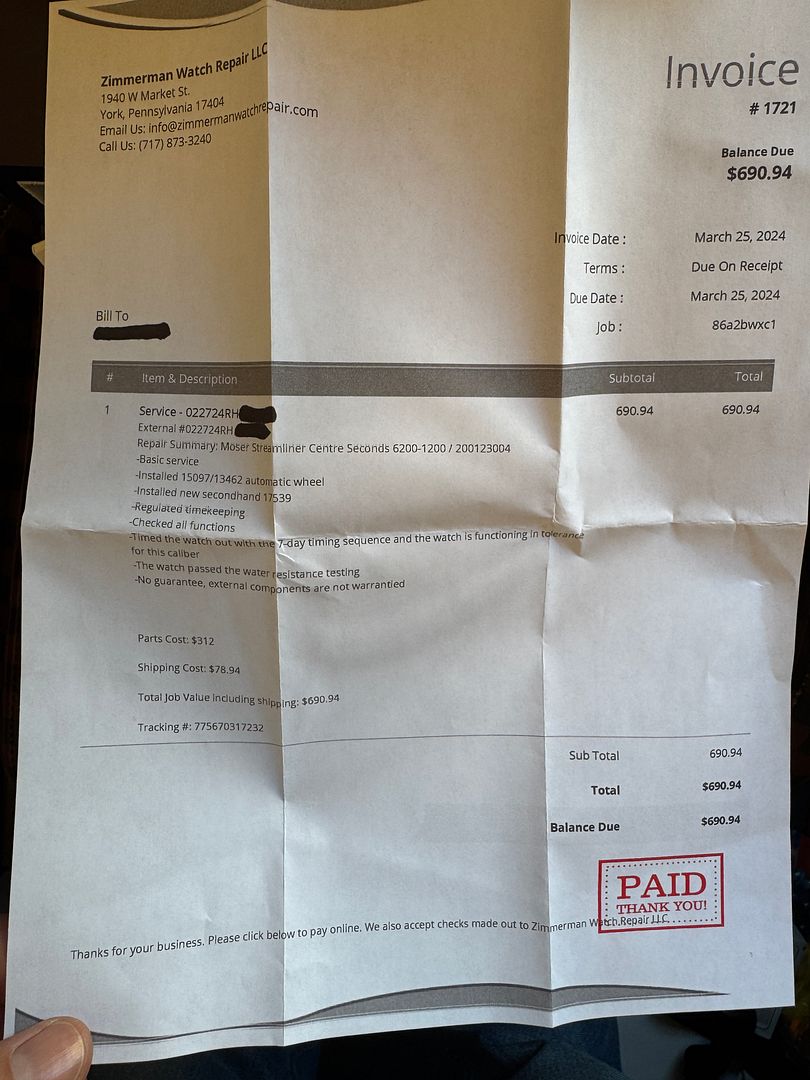 Zimmerman Watch Repair LLC
1940 W Market St.
York, Pennsylvania 17404
Email Us: info@zimmermanwatchrepair.com
Call Us: (717) 873-3240
Invoice
# 1721
Balance Due
$690.94
Invoice Date : March 25, 2024
Terms : Due On Receipt
Due Date : March 25, 2024
Job : 86a2bwxc1
Bill To
# Item & Description Subtotal Total
1 Service - 022724RH 690.94 690.94
External #022724RH
Repair Summary: Moser Streamliner Centre Seconds 6200-1200 / 200123004
-Basic service
-Installed 15097/13462 automatic wheel
-Installed new secondhand 17539
-Regulated timekeeping
-Checked all functions
-Timed the watch out with the 7-day timing sequence and the watch is functioning in tolerance
for this caliber
-The watch passed the water resistance testing
-No guarantee, external components are not warrantied
Parts Cost: $312
Shipping Cost: $78.94
Total Job Value including shipping: $690.94
Tracking #: 775670317232
Sub Total 690.94
Total $690.94
Balance Due $690.94
PAID
THANK YOU!
Thanks for your business. Please click below to pay online. We also accept checks made out to Zimmerman Watch Repair LLC